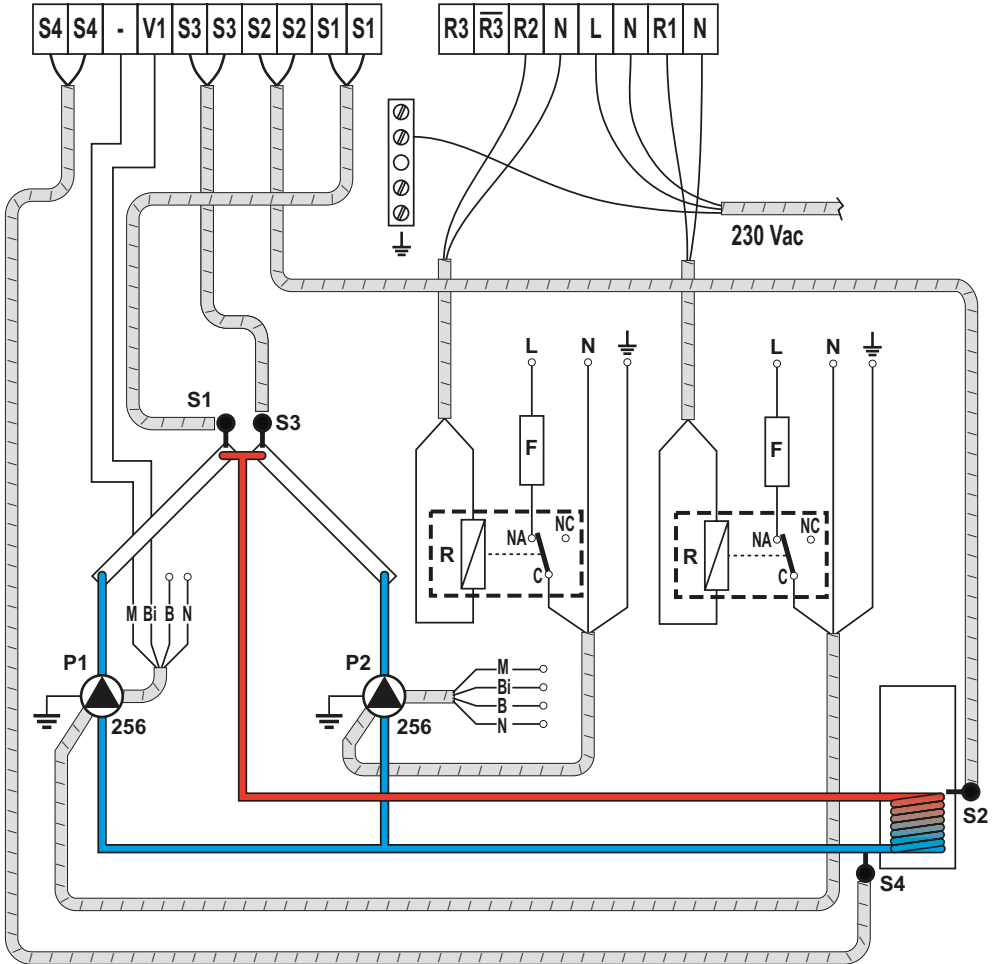 S4 S4 - V1 S3 S3 S2 S2 S1 S1
R3 R̅3̅ R2 N L N R1 N
230 Vac
L N
L N
S1
S3
F
F
NA NC
NA NC
R
R
C
C
M Bi B N
P1
256
P2
256
M
Bi
B
N
S2
S4